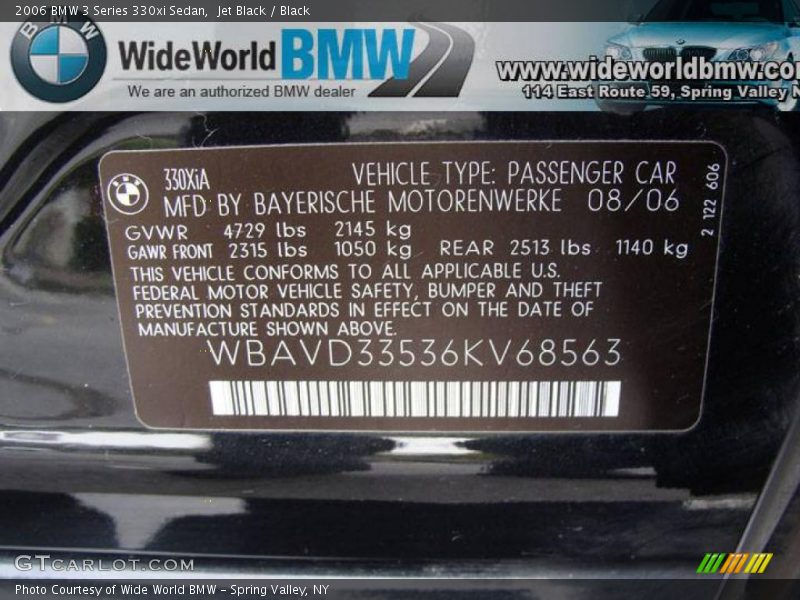 2006 BMW 3 Series 330xi Sedan, Jet Black / Black
BMW
WideWorld BMW
We are an authorized BMW dealer
www.wideworldbmw.co
114 East Route 59, Spring Valley N
330XiA VEHICLE TYPE: PASSENGER CAR
MFD BY BAYERISCHE MOTORENWERKE 08/06
GVWR 4729 lbs 2145 kg
GAWR FRONT 2315 lbs 1050 kg REAR 2513 lbs 1140 kg
THIS VEHICLE CONFORMS TO ALL APPLICABLE U.S.
FEDERAL MOTOR VEHICLE SAFETY, BUMPER AND THEFT
PREVENTION STANDARDS IN EFFECT ON THE DATE OF
MANUFACTURE SHOWN ABOVE.
WBAVD33536KV68563
2 122 606
GTCARLOT.COM
Photo Courtesy of Wide World BMW - Spring Valley, NY